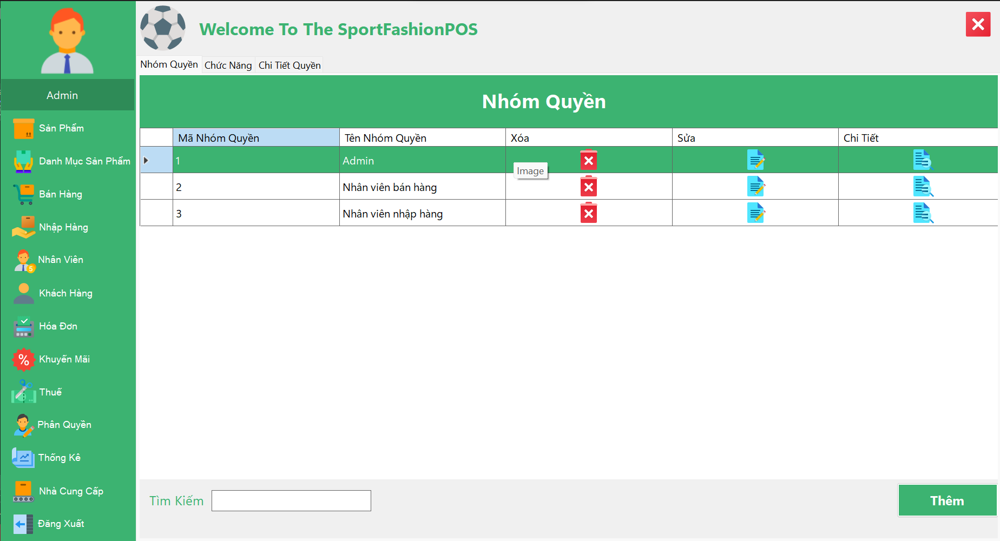 Welcome To The SportFashionPOS
Nhóm Quyền Chức Năng Chi Tiết Quyền
Admin
Sản Phẩm
Danh Mục Sản Phẩm
Bán Hàng
Nhập Hàng
Nhân Viên
Khách Hàng
Hóa Đơn
Khuyến Mãi
Thuế
Phân Quyền
Thống Kê
Nhà Cung Cấp
Đăng Xuất
Nhóm Quyền
Mã Nhóm Quyền Tên Nhóm Quyền Xóa Sửa Chi Tiết
1 Admin
Image
2 Nhân viên bán hàng
3 Nhân viên nhập hàng
Tìm Kiếm
Thêm